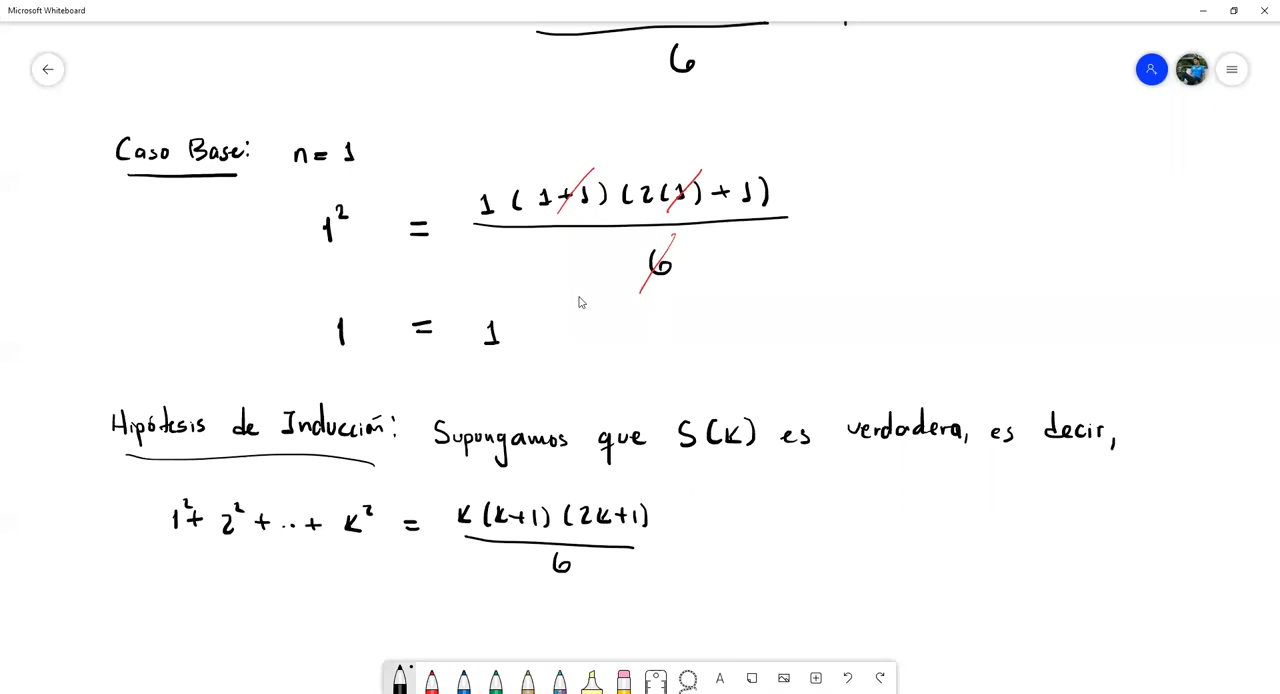 Microsoft Whiteboard
6
Caso Base: n = 1
1² = 1 ( 1+1 ) ( 2(1) + 1 ) / 6
1 = 1
Hipótesis de Inducción: Supongamos que S(K) es verdadera, es decir,
1² + 2² + .. + K² = K (K+1) (2K+1) / 6
A